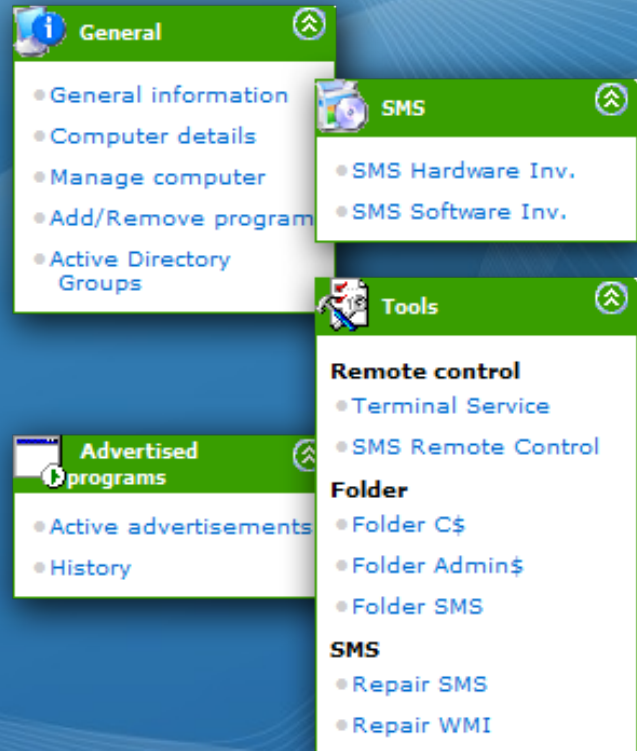 General
General information
Computer details
Manage computer
Add/Remove program
Active Directory
Groups
SMS
SMS Hardware Inv.
SMS Software Inv.
Advertised
programs
Active advertisements
History
Tools
Remote control
Terminal Service
SMS Remote Control
Folder
Folder C$
Folder Admin$
Folder SMS
SMS
Repair SMS
Repair WMI